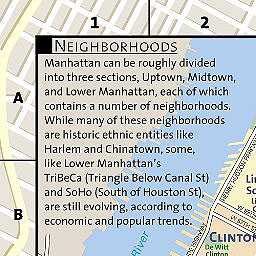 1 2
NEIGHBORHOODS
Manhattan can be roughly divided
into three sections, Uptown, Midtown,
and Lower Manhattan, each of which
contains a number of neighborhoods.
While many of these neighborhoods
are historic ethnic entities like
Harlem and Chinatown, some,
like Lower Manhattan's
TriBeCa (Triangle Below Canal St)
and SoHo (South of Houston St),
are still evolving, according to
economic and popular trends.
A
B
River
CLINTON
De Witt
Clinton